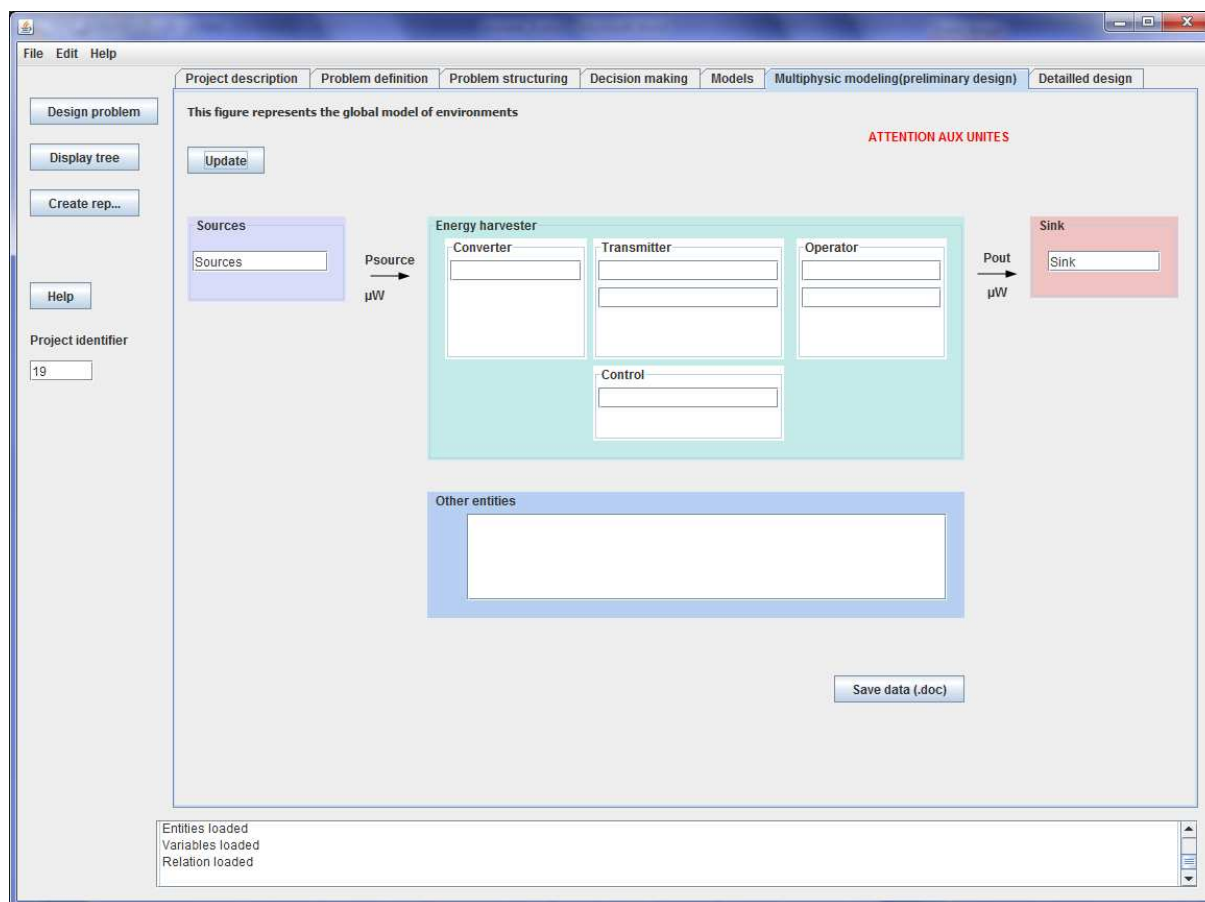 File Edit Help
Project description Problem definition Problem structuring Decision making Models Multiphysic modeling(preliminary design) Detailled design
Design problem
Display tree
Create rep...
Help
Project identifier
19
This figure represents the global model of environments
ATTENTION AUX UNITES
Update
Sources
Sources
Psource
µW
Energy harvester
Converter
Transmitter
Operator
Control
Pout
µW
Sink
Sink
Other entities
Save data (.doc)
Entities loaded
Variables loaded
Relation loaded